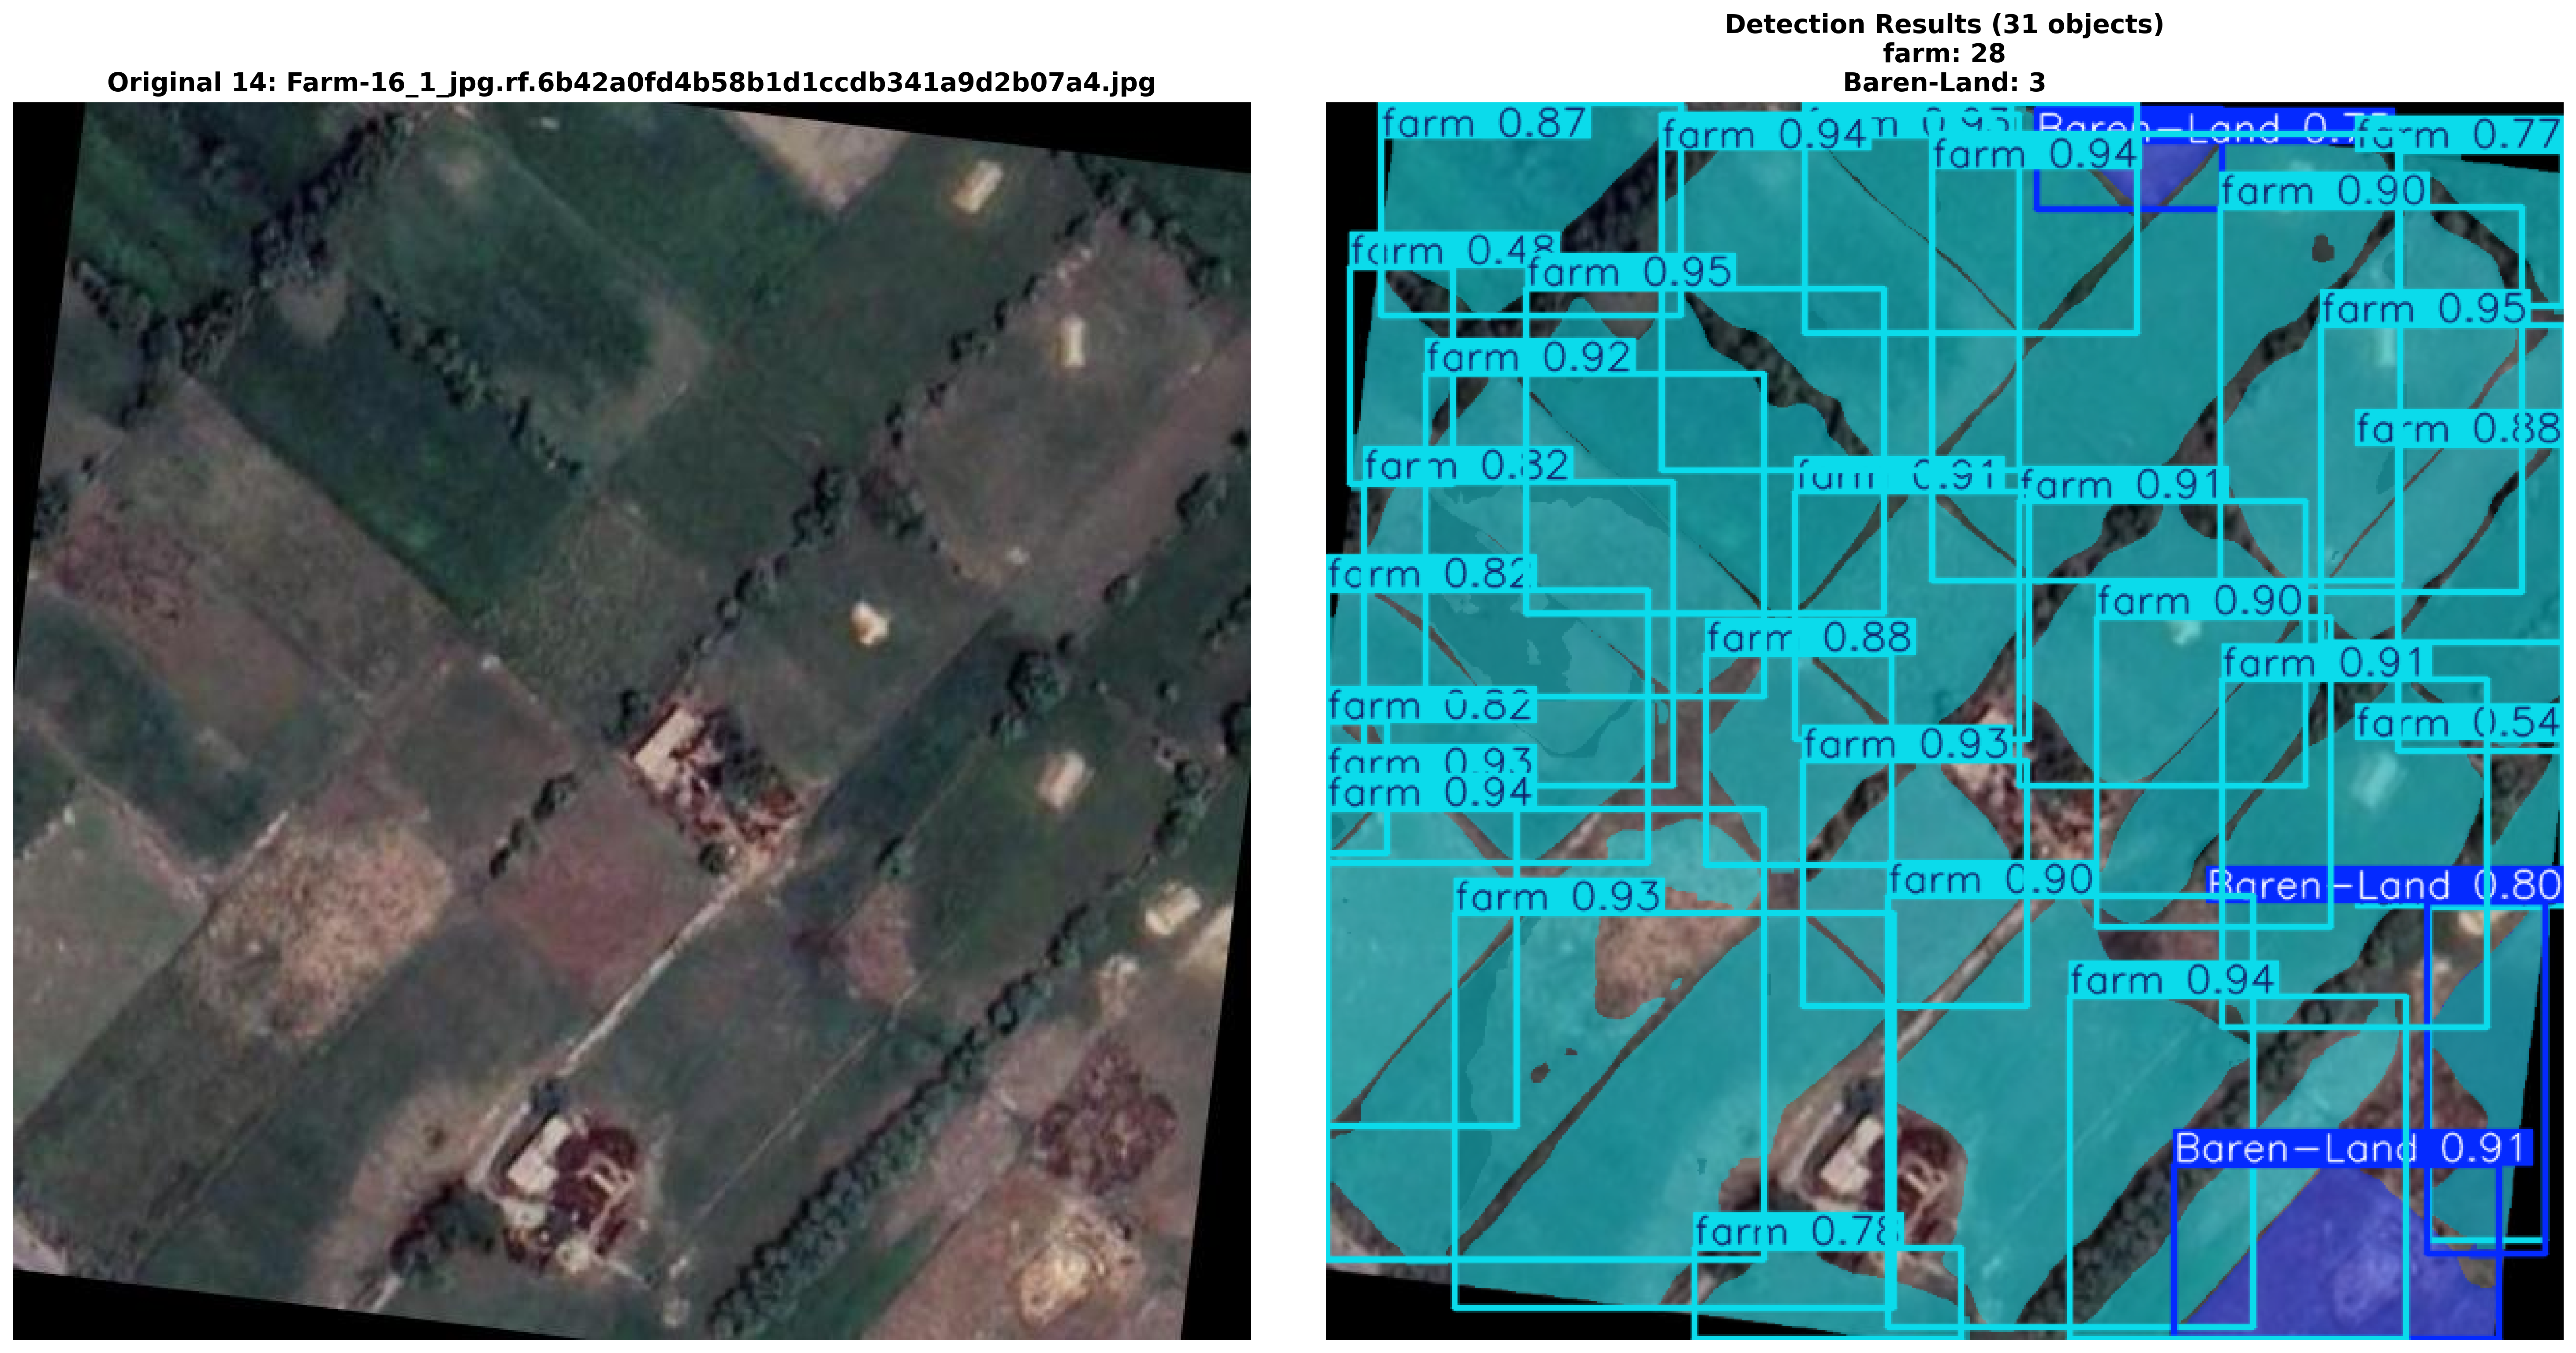 Original 14: Farm-16_1_jpg.rf.6b42a0fd4b58b1d1ccdb341a9d2b07a4.jpg
Detection Results (31 objects)
farm: 28
Baren-Land: 3
farm 0.87
farm 0.94
farm 0.94
Baren-Land
farm 0.77
farm 0.90
farm 0.48
farm 0.95
farm 0.95
farm 0.92
farm 0.88
farm 0.82
farm 0.91
farm 0.91
farm 0.82
farm 0.90
farm 0.88
farm 0.91
farm 0.82
farm 0.54
farm 0.93
farm 0.93
farm 0.94
farm 0.93
farm 0.90
Baren-Land 0.80
farm 0.94
Baren-Land 0.91
farm 0.78